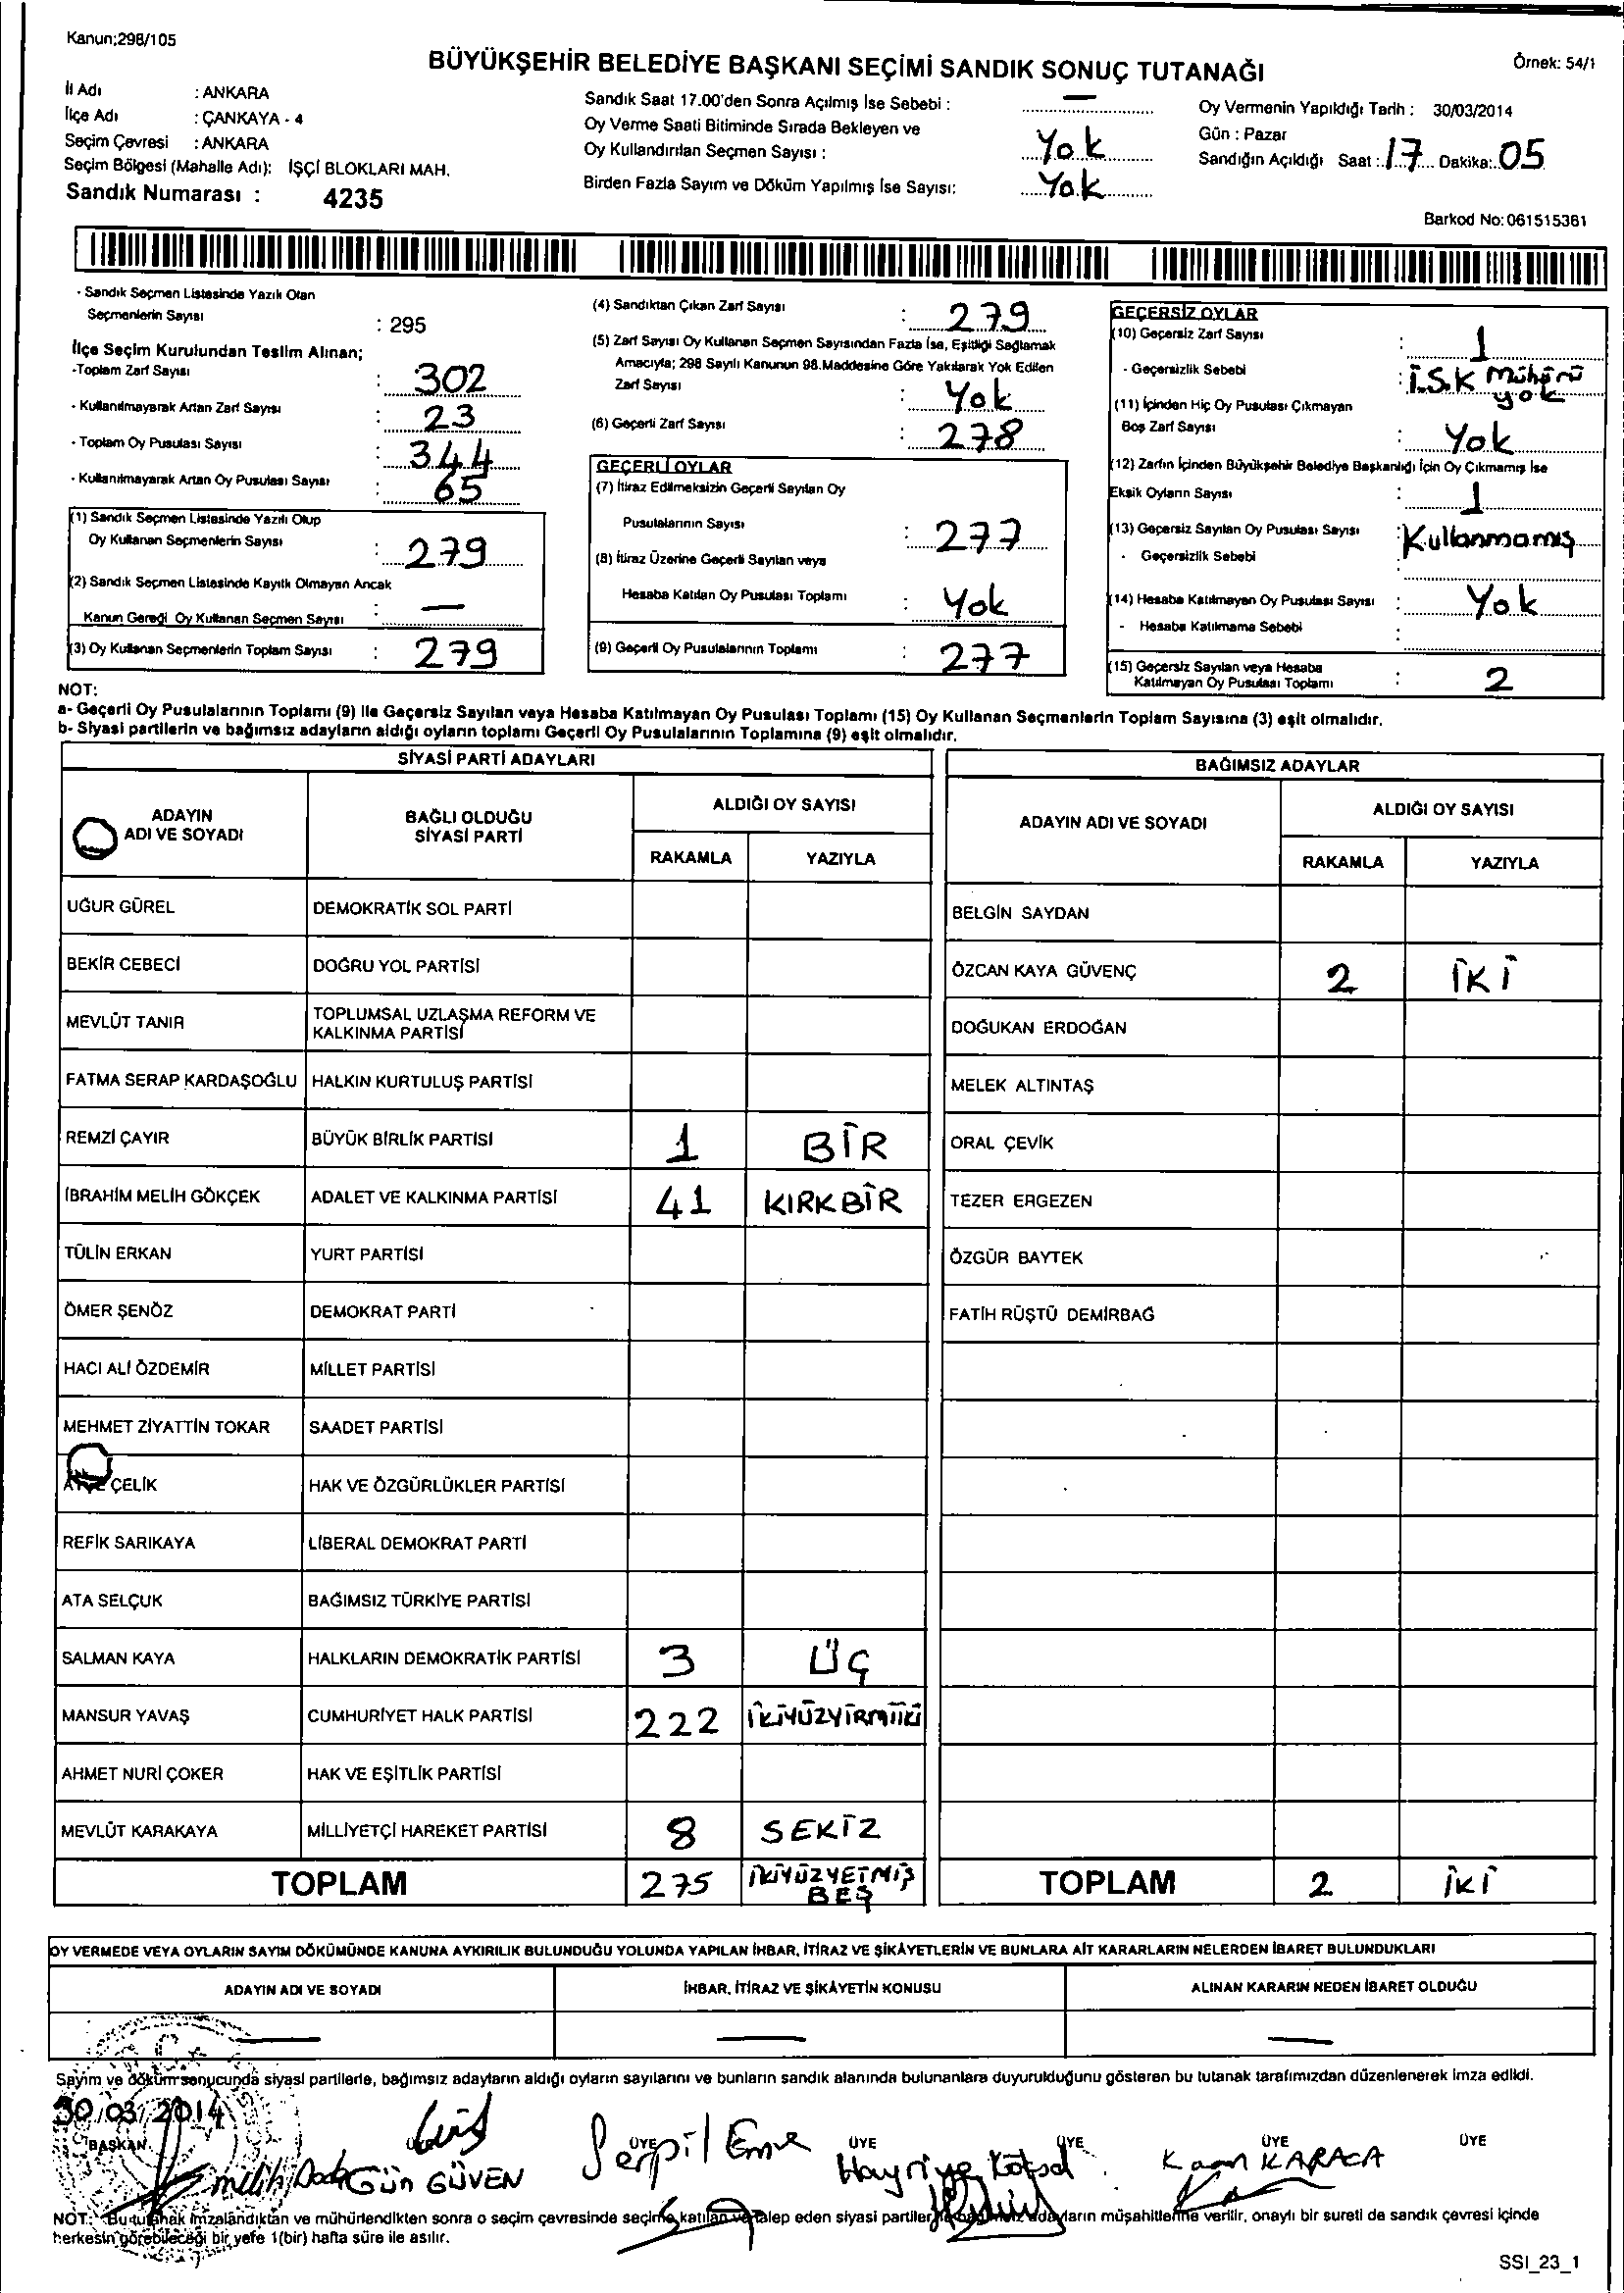 Kanun;298/105
BÜYÜKŞEHİR BELEDİYE BAŞKANI SEÇİMİ SANDIK SONUÇ TUTANAĞI
Örnek: 54/1
İl Adı : ANKARA
İlçe Adı : ÇANKAYA - 4
Seçim Çevresi : ANKARA
Seçim Bölgesi (Mahalle Adı): İŞÇİ BLOKLARI MAH.
Sandık Numarası : 4235
Sandık Saat 17.00'den Sonra Açılmış İse Sebebi : —
Oy Verme Saati Bitiminde Sırada Bekleyen ve
Oy Kullandırılan Seçmen Sayısı : Yok
Birden Fazla Sayım ve Döküm Yapılmış İse Sayısı: Yok
Oy Vermenin Yapıldığı Tarih : 30/03/2014
Gün : Pazar
Sandığın Açıldığı Saat : 17 Dakika: 05
Barkod No: 061515361
- Sandık Seçmen Listesinde Yazılı Olan
Seçmenlerin Sayısı : 295
İlçe Seçim Kurulundan Teslim Alınan;
-Toplam Zarf Sayısı : 302
- Kullanılmayarak Artan Zarf Sayısı : 23
- Toplam Oy Pusulası Sayısı : 344
- Kullanılmayarak Artan Oy Pusulası Sayısı : 65
(1) Sandık Seçmen Listesinde Yazılı Olup
Oy Kullanan Seçmenlerin Sayısı : 279
(2) Sandık Seçmen Listesinde Kayıtlı Olmayan Ancak
Kanun Gereği Oy Kullanan Seçmen Sayısı : —
(3) Oy Kullanan Seçmenlerin Toplam Sayısı : 279
(4) Sandıktan Çıkan Zarf Sayısı : 279
(5) Zarf Sayısı Oy Kullanan Seçmen Sayısından Fazla İse, Eşitliği Sağlamak
Amacıyla; 298 Sayılı Kanunun 98.Maddesine Göre Yakılarak Yok Edilen
Zarf Sayısı : Yok
(6) Geçerli Zarf Sayısı : 278
GEÇERLİ OYLAR
(7) İtiraz Edilmeksizin Geçerli Sayılan Oy
Pusulalarının Sayısı : 277
(8) İtiraz Üzerine Geçerli Sayılan veya
Hesaba Katılan Oy Pusulası Toplamı : Yok
(9) Geçerli Oy Pusulalarının Toplamı : 277
GEÇERSİZ OYLAR
(10) Geçersiz Zarf Sayısı : 1
- Geçersizlik Sebebi : İ.S.K Mühürü
yok
(11) İçinden Hiç Oy Pusulası Çıkmayan
Boş Zarf Sayısı : Yok
(12) Zarfın İçinden Büyükşehir Belediye Başkanlığı İçin Oy Çıkmamış İse
Eksik Oyların Sayısı : 1
(13) Geçersiz Sayılan Oy Pusulası Sayısı : Kullanmamış
- Geçersizlik Sebebi :
(14) Hesaba Katılmayan Oy Pusulası Sayısı : Yok
- Hesaba Katılmama Sebebi :
(15) Geçersiz Sayılan veya Hesaba
Katılmayan Oy Pusulası Toplamı : 2
NOT:
a- Geçerli Oy Pusulalarının Toplamı (9) ile Geçersiz Sayılan veya Hesaba Katılmayan Oy Pusulası Toplamı (15) Oy Kullanan Seçmenlerin Toplam Sayısına (3) eşit olmalıdır.
b- Siyasi partilerin ve bağımsız adayların aldığı oyların toplamı Geçerli Oy Pusulalarının Toplamına (9) eşit olmalıdır.
SİYASİ PARTİ ADAYLARI
ADAYIN ADI VE SOYADI
BAĞLI OLDUĞU SİYASİ PARTİ
ALDIĞI OY SAYISI
RAKAMLA YAZIYLA
UĞUR GÜREL DEMOKRATİK SOL PARTİ
BEKİR CEBECİ DOĞRU YOL PARTİSİ
MEVLÜT TANIR TOPLUMSAL UZLAŞMA REFORM VE KALKINMA PARTİSİ
FATMA SERAP KARDAŞOĞLU HALKIN KURTULUŞ PARTİSİ
REMZİ ÇAYIR BÜYÜK BİRLİK PARTİSİ 1 BİR
İBRAHİM MELİH GÖKÇEK ADALET VE KALKINMA PARTİSİ 41 KIRKBİR
TÜLİN ERKAN YURT PARTİSİ
ÖMER ŞENÖZ DEMOKRAT PARTİ
HACI ALİ ÖZDEMİR MİLLET PARTİSİ
MEHMET ZİYATTİN TOKAR SAADET PARTİSİ
ÇELİK HAK VE ÖZGÜRLÜKLER PARTİSİ
REFİK SARIKAYA LİBERAL DEMOKRAT PARTİ
ATA SELÇUK BAĞIMSIZ TÜRKİYE PARTİSİ
SALMAN KAYA HALKLARIN DEMOKRATİK PARTİSİ 3 ÜÇ
MANSUR YAVAŞ CUMHURİYET HALK PARTİSİ 222 İKİYÜZYİRMİİKİ
AHMET NURİ ÇOKER HAK VE EŞİTLİK PARTİSİ
MEVLÜT KARAKAYA MİLLİYETÇİ HAREKET PARTİSİ 8 SEKİZ
TOPLAM 275 İKİYÜZYETMİŞ
BEŞ
BAĞIMSIZ ADAYLAR
ADAYIN ADI VE SOYADI
ALDIĞI OY SAYISI
RAKAMLA YAZIYLA
BELGİN SAYDAN
ÖZCAN KAYA GÜVENÇ 2 İKİ
DOĞUKAN ERDOĞAN
MELEK ALTINTAŞ
ORAL ÇEVİK
TEZER ERGEZEN
ÖZGÜR BAYTEK
FATİH RÜŞTÜ DEMİRBAĞ
TOPLAM 2 İKİ
OY VERMEDE VEYA OYLARIN SAYIM DÖKÜMÜNDE KANUNA AYKIRILIK BULUNDUĞU YOLUNDA YAPILAN İHBAR, İTİRAZ VE ŞİKÂYETLERİN VE BUNLARA AİT KARARLARIN NELERDEN İBARET BULUNDUKLARI
ADAYIN ADI VE SOYADI İHBAR, İTİRAZ VE ŞİKÂYETİN KONUSU ALINAN KARARIN NEDEN İBARET OLDUĞU
— — —
Sayım ve döküm sonucunda siyasi partilerle, bağımsız adayların aldığı oyların sayılarını ve bunların sandık alanında bulunanlara duyurulduğunu gösteren bu tutanak tarafımızdan düzenlenerek imza edildi.
30/03/2014
BAŞKAN ÜYE ÜYE ÜYE ÜYE ÜYE
Gün GÜVEN Serpil Hayriye Kaan KARACA
NOT: Bu tutanak imzalandıktan ve mühürlendikten sonra o seçim çevresinde seçime katılan ve talep eden siyasi partiler ve bağımsız adayların müşahitlerine verilir, onaylı bir sureti de sandık çevresi içinde
herkesin görebileceği bir yere 1(bir) hafta süre ile asılır.
SSI_23_1